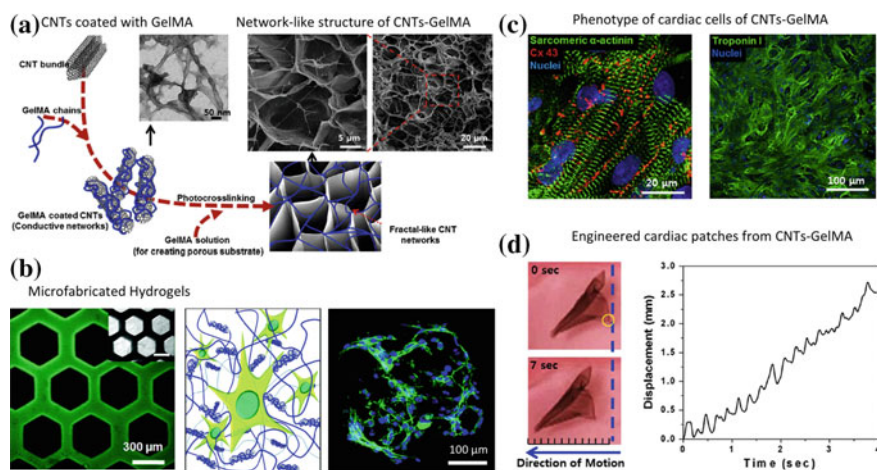 (a)
CNTs coated with GelMA
CNT bundle
GelMA chains
50 nm
GelMA coated CNTs
(Conductive networks)
Photocrosslinking
GelMA solution
(for creating porous substrate)
Network-like structure of CNTs-GelMA
5 µm
20 µm
Fractal-like CNT
networks
(b)
Microfabricated Hydrogels
300 µm
100 µm
(c)
Phenotype of cardiac cells of CNTs-GelMA
Sarcomeric α-actinin
Cx 43
Nuclei
20 µm
Troponin I
Nuclei
100 µm
(d)
Engineered cardiac patches from CNTs-GelMA
0 sec
7 sec
Direction of Motion
Displacement (mm)
3.0
2.5
2.0
1.5
1.0
0.5
0.0
0
1
2
3
4
Time (sec)